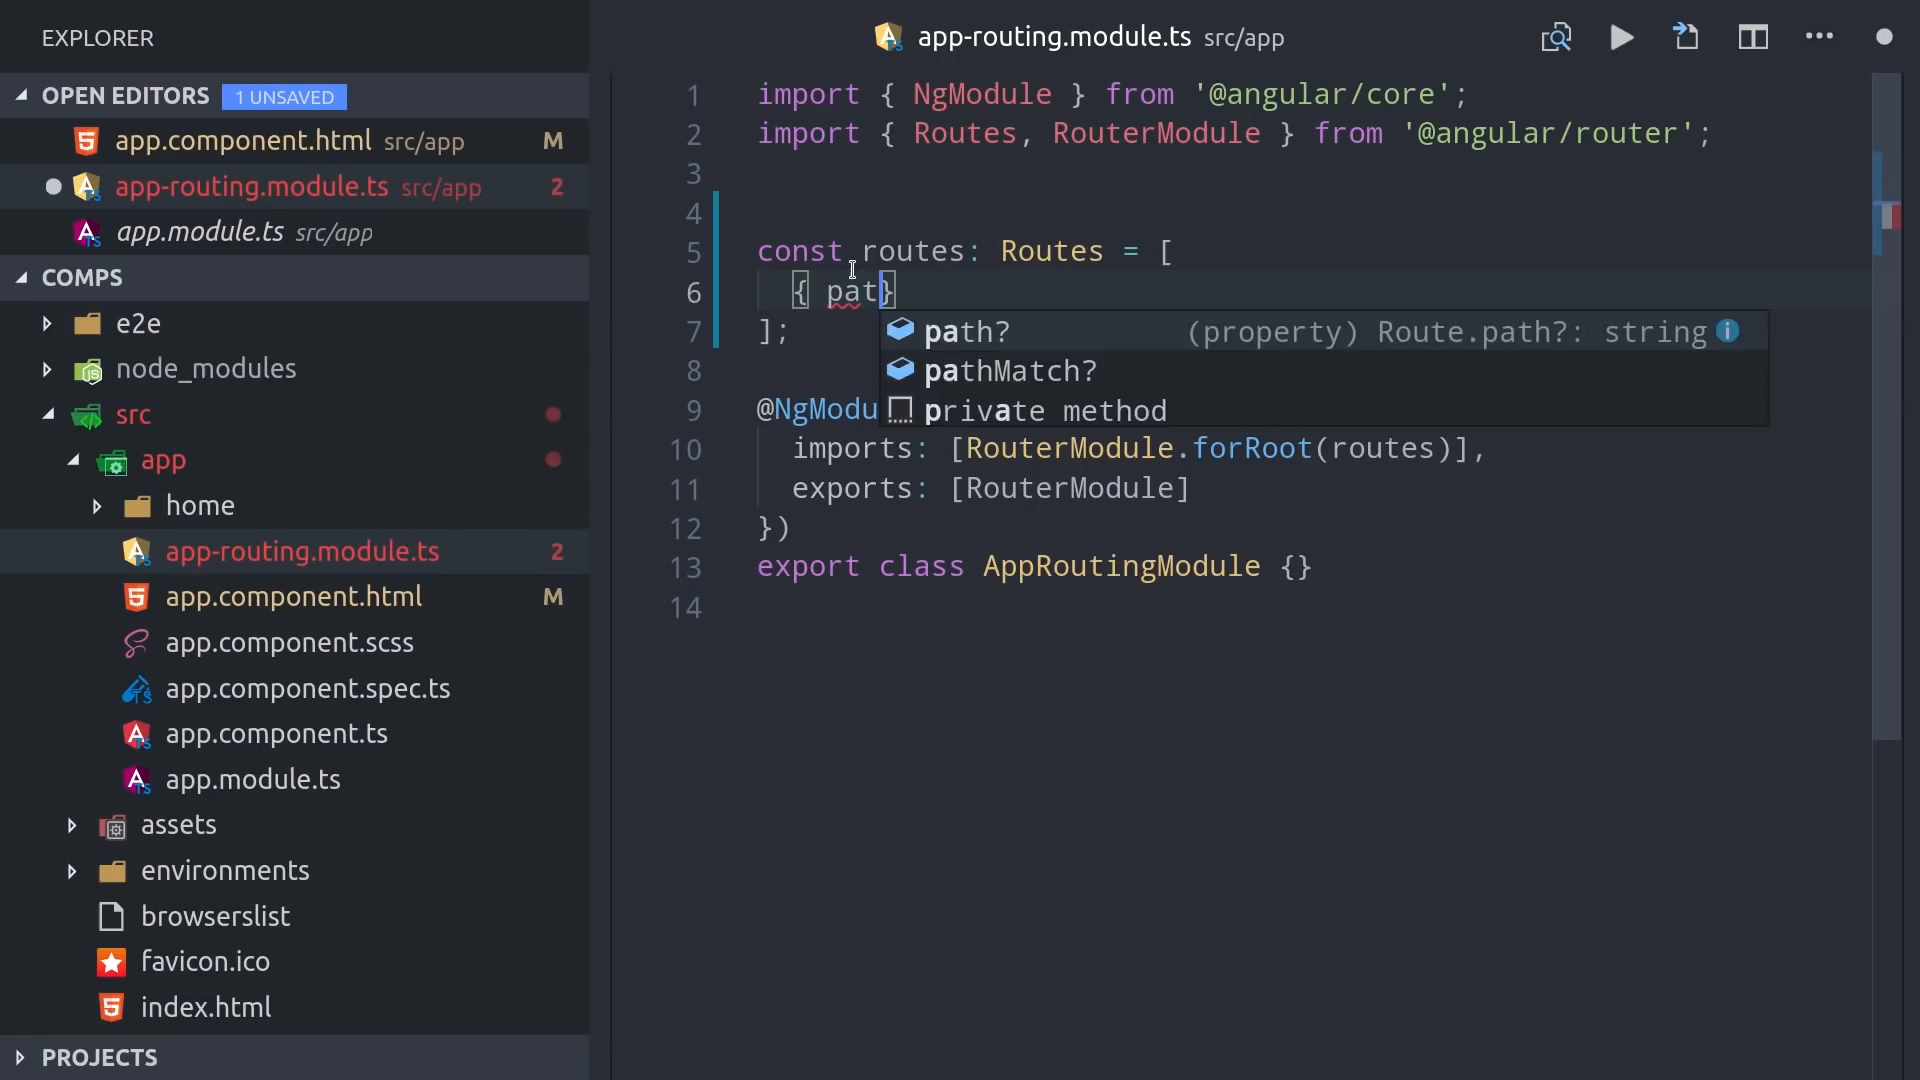 EXPLORER
OPEN EDITORS 1 UNSAVED
app.component.html src/app M
app-routing.module.ts src/app 2
app.module.ts src/app
COMPS
e2e
node_modules
src
app
home
app-routing.module.ts 2
app.component.html M
app.component.scss
app.component.spec.ts
app.component.ts
app.module.ts
assets
environments
browserslist
favicon.ico
index.html
PROJECTS
app-routing.module.ts src/app
1 import { NgModule } from '@angular/core';
2 import { Routes, RouterModule } from '@angular/router';
3
4
5 const routes: Routes = [
6 { pat}
7 ];
path? (property) Route.path?: string
8
pathMatch?
9 @NgModu
private method
10 imports: [RouterModule.forRoot(routes)],
11 exports: [RouterModule]
12 })
13 export class AppRoutingModule {}
14